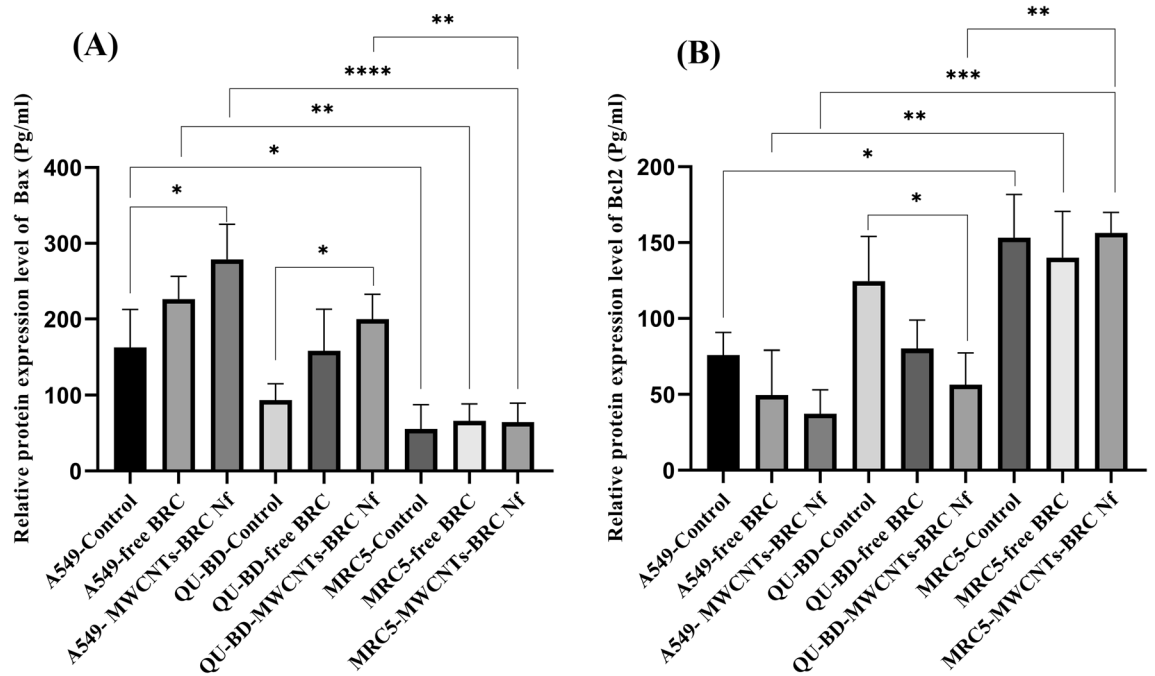 (A)
Relative protein expression level of Bax (Pg/ml)
400
300
200
100
0
**
****
**
*
*
*
A549-Control
A549-free BRC
A549- MWCNTs-BRC Nf
QU-BD-Control
QU-BD-free BRC
QU-BD-MWCNTs-BRC Nf
MRC5-Control
MRC5-free BRC
MRC5-MWCNTs-BRC Nf
(B)
Relative protein expression level of Bcl2 (Pg/ml)
200
150
100
50
0
**
***
**
*
*
A549-Control
A549-free BRC
A549- MWCNTs-BRC Nf
QU-BD-Control
QU-BD-free BRC
QU-BD-MWCNTs-BRC Nf
MRC5-Control
MRC5-free BRC
MRC5-MWCNTs-BRC Nf